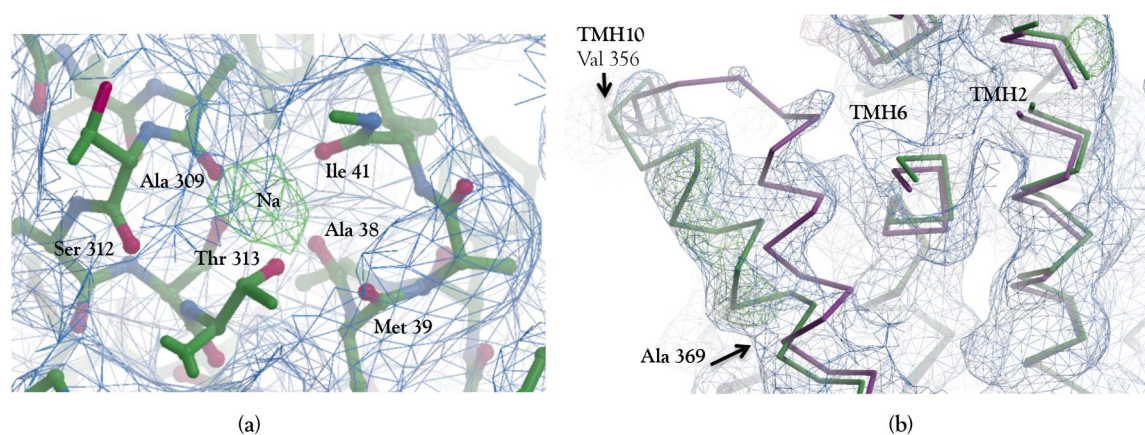 Ala 309
Na
Ile 41
Ala 38
Ser 312
Thr 313
Met 39
(a)
TMH10
Val 356
TMH6
TMH2
Ala 369
(b)